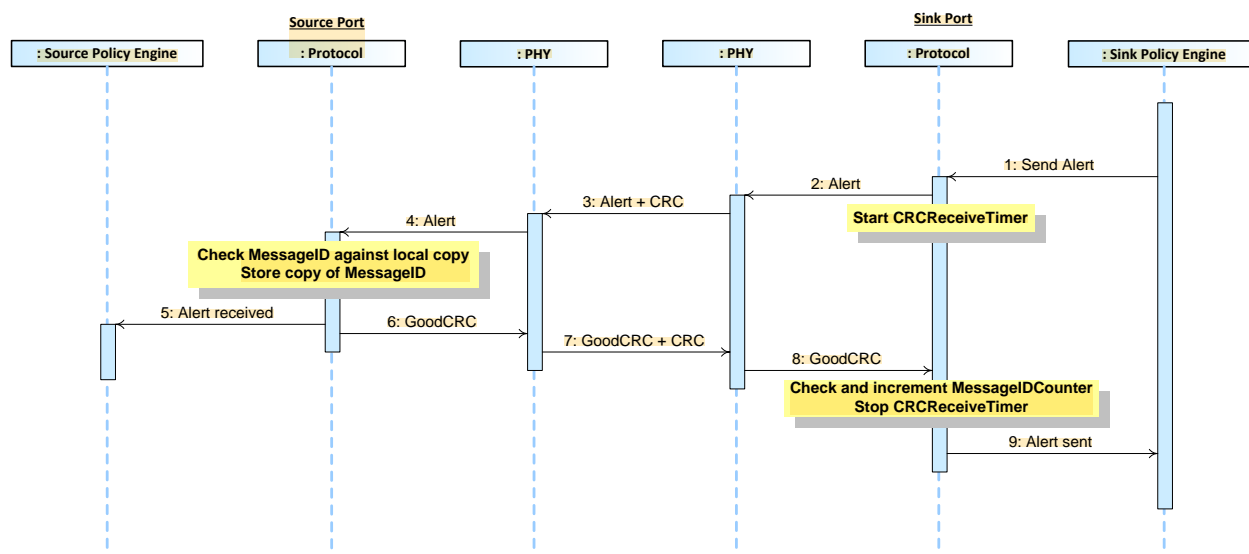 Source Port
Sink Port
: Source Policy Engine
: Protocol
: PHY
: PHY
: Protocol
: Sink Policy Engine
1: Send Alert
2: Alert
Start CRCReceiveTimer
3: Alert + CRC
4: Alert
Check MessageID against local copy
Store copy of MessageID
5: Alert received
6: GoodCRC
7: GoodCRC + CRC
8: GoodCRC
Check and increment MessageIDCounter
Stop CRCReceiveTimer
9: Alert sent